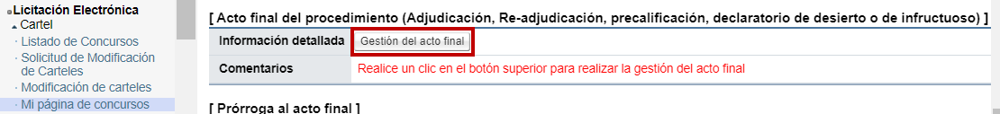 Licitación Electrónica
Cartel
Listado de Concursos
Solicitud de Modificación
de Carteles
Modificación de carteles
Mi página de concursos
[ Acto final del procedimiento (Adjudicación, Re-adjudicación, precalificación, declaratorio de desierto o de infructuoso) ]
Información detallada Gestión del acto final
Comentarios Realice un clic en el botón superior para realizar la gestión del acto final
[ Prórroga al acto final ]